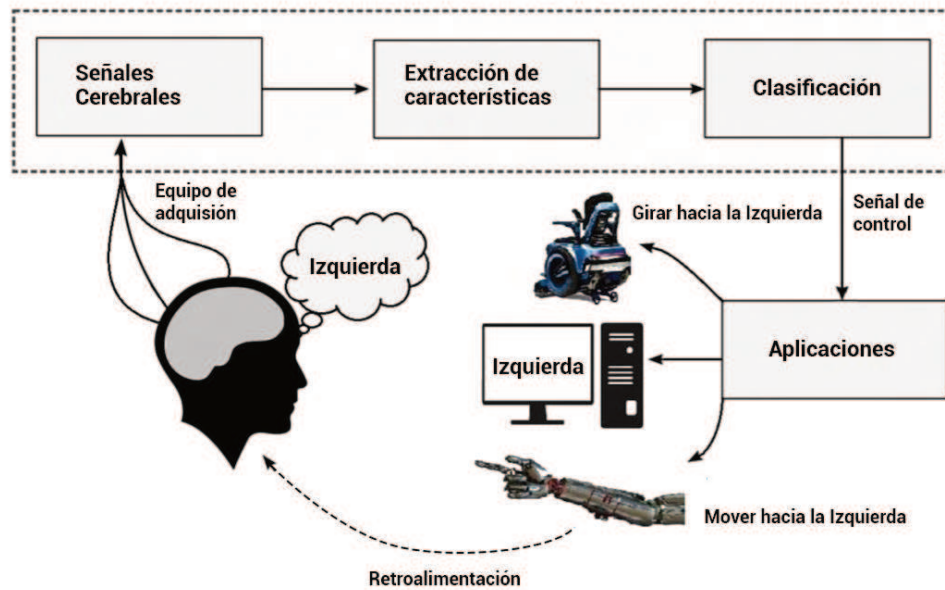 Señales
Cerebrales
Extracción de
características
Clasificación
Equipo de
adquisión
Izquierda
Girar hacia la Izquierda
Señal de
control
Izquierda
Aplicaciones
Mover hacia la Izquierda
Retroalimentación